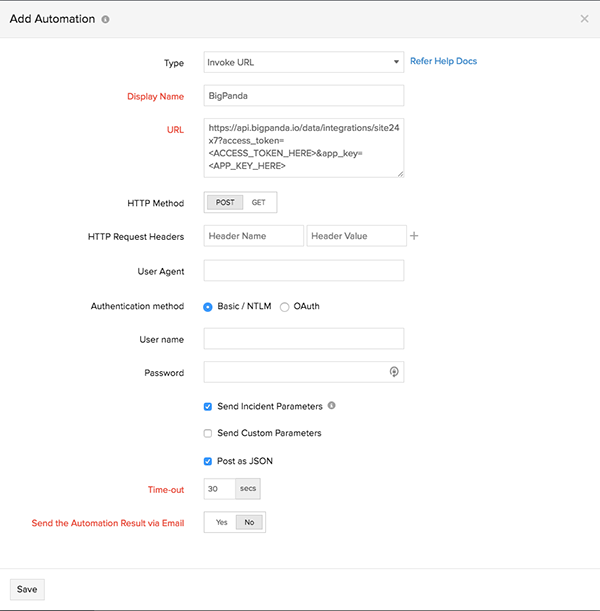 Add Automation
Type
Invoke URL
Refer Help Docs
Display Name
BigPanda
URL
https://api.bigpanda.io/data/integrations/site24
x7?access_token=
<ACCESS_TOKEN_HERE>&app_key=
<APP_KEY_HERE>
HTTP Method
POST GET
HTTP Request Headers
Header Name
Header Value
User Agent
Authentication method
Basic / NTLM
OAuth
User name
Password
Send Incident Parameters
Send Custom Parameters
Post as JSON
Time-out
30 secs
Send the Automation Result via Email
Yes No
Save